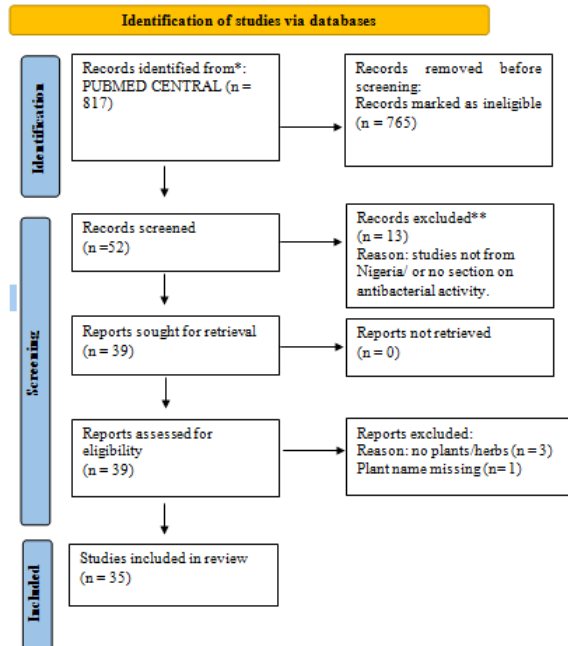 Identification of studies via databases
Identification
Records identified from*:
PUBMED CENTRAL (n =
817)
Records removed before
screening:
Records marked as ineligible
(n = 765)
Screening
Records screened
(n =52)
Records excluded**
(n = 13)
Reason: studies not from
Nigeria/ or no section on
antibacterial activity.
Reports sought for retrieval
(n = 39)
Reports not retrieved
(n = 0)
Reports assessed for
eligibility
(n = 39)
Reports excluded:
Reason: no plants/herbs (n = 3)
Plant name missing (n= 1)
Included
Studies included in review
(n = 35)